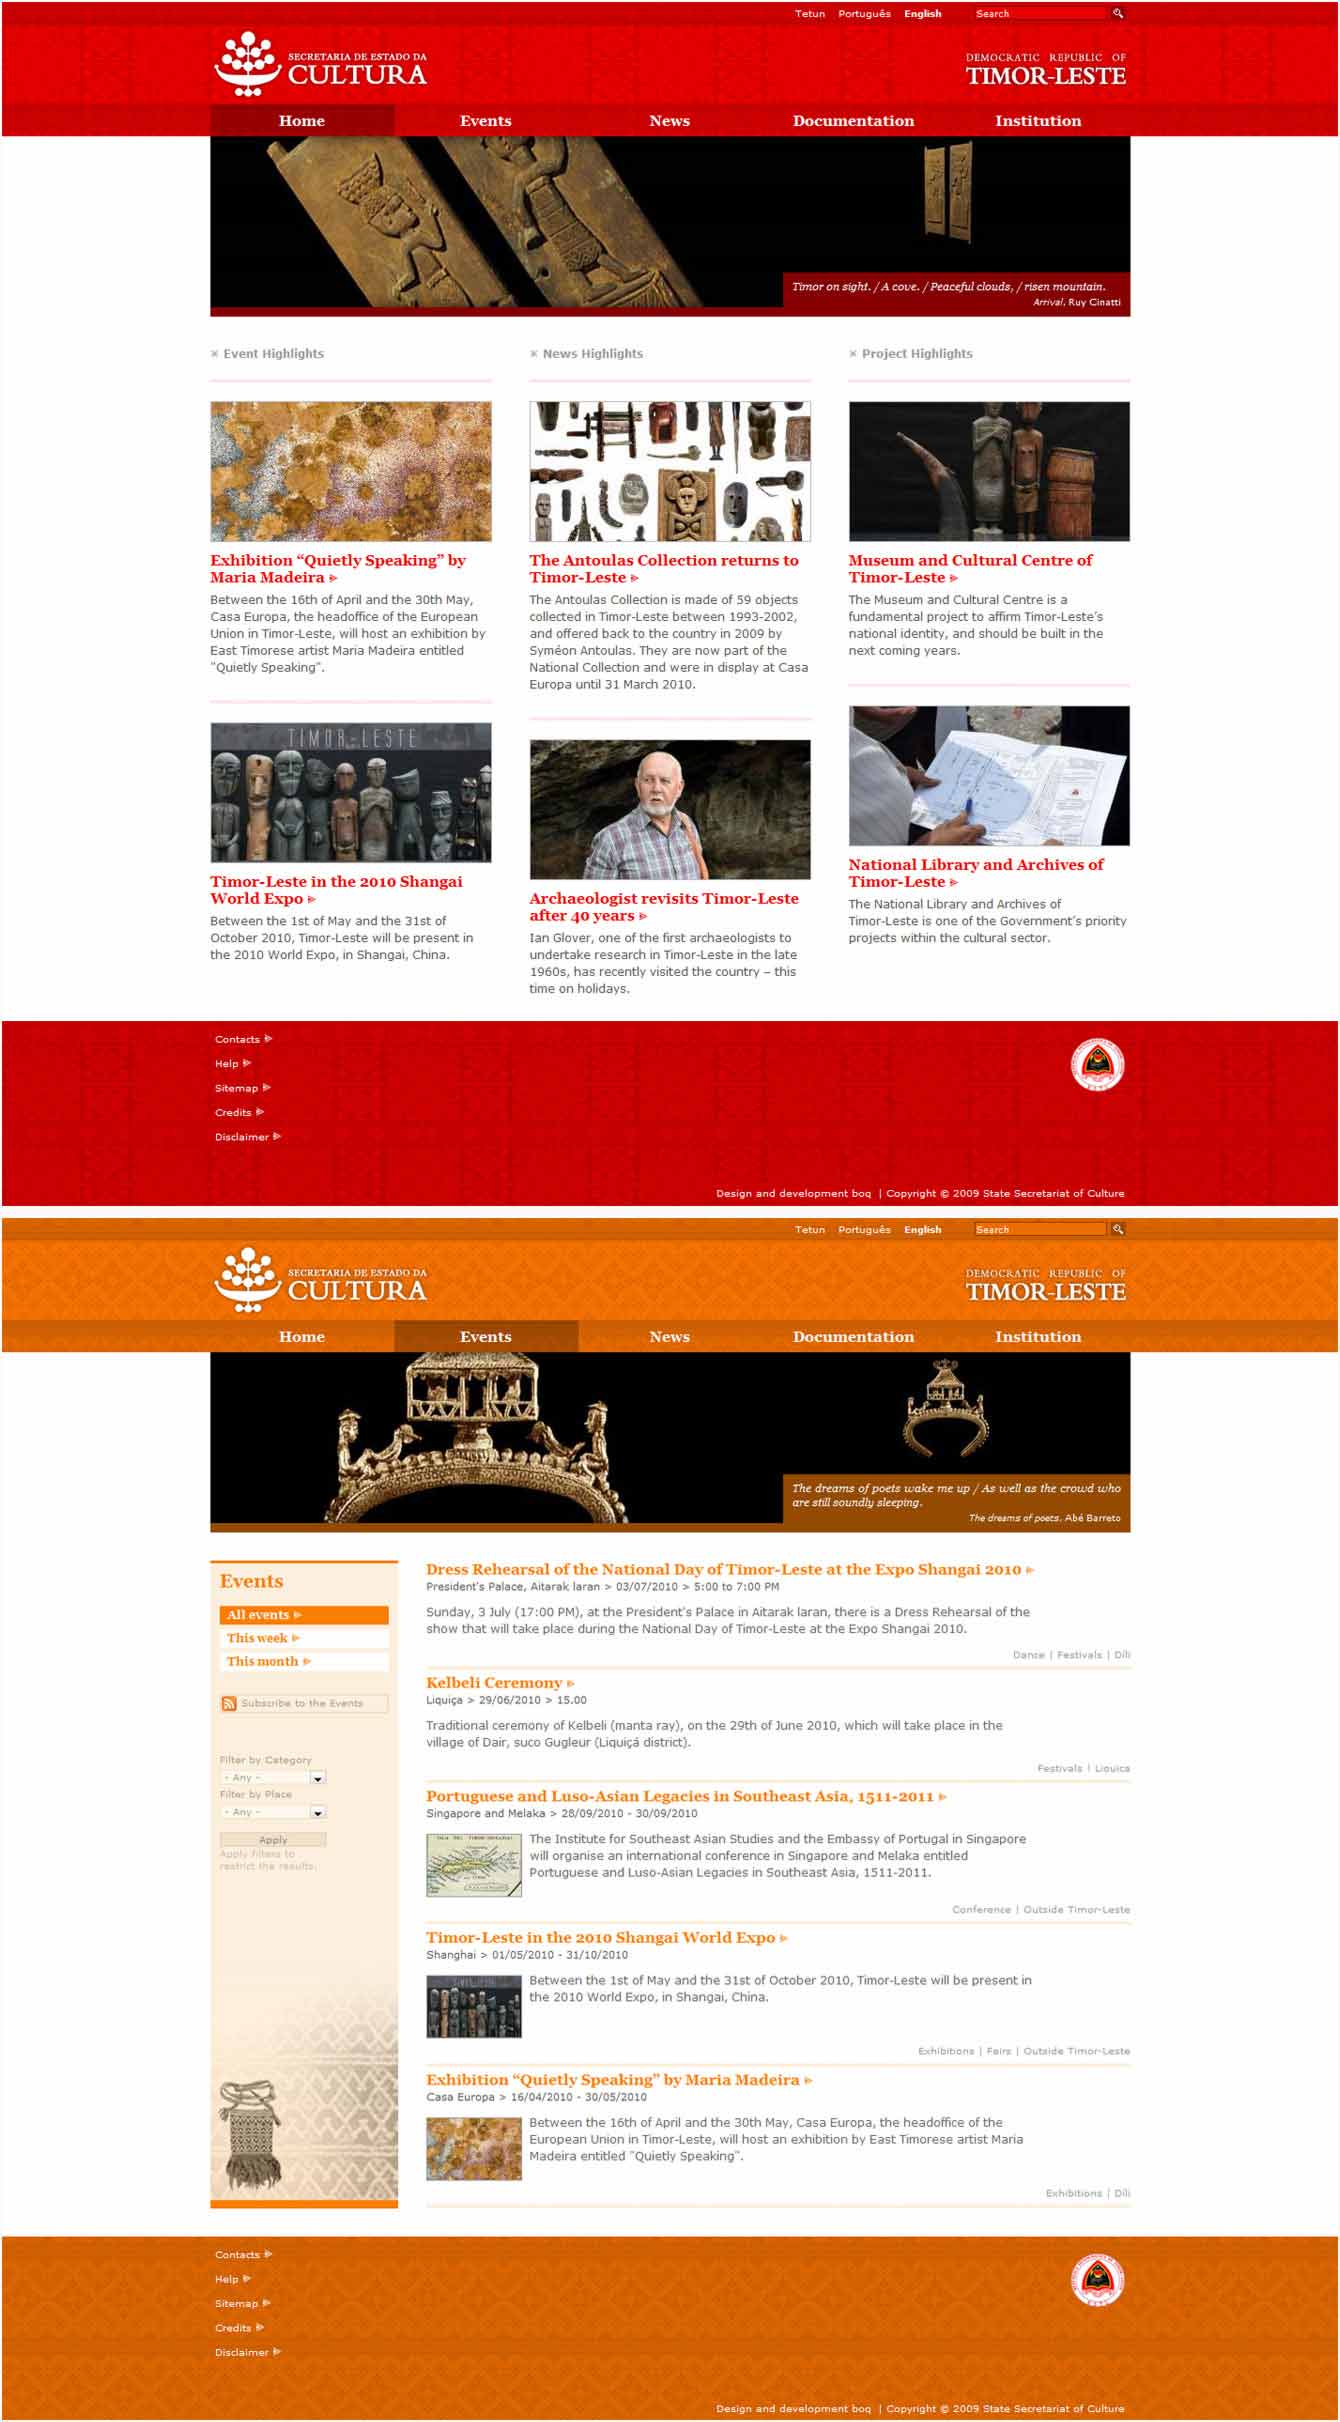 Tetun Português English Search
SECRETARIA DE ESTADO DA
CULTURA
DEMOCRATIC REPUBLIC OF
TIMOR-LESTE
Home Events News Documentation Institution
Timor on sight. / A cove. / Peaceful clouds, / risen mountain.
Arrival, Ruy Cinatti
Event Highlights
Exhibition “Quietly Speaking” by
Maria Madeira
Between the 16th of April and the 30th May,
Casa Europa, the headoffice of the European
Union in Timor-Leste, will host an exhibition by
East Timorese artist Maria Madeira entitled
"Quietly Speaking".
TIMOR-LESTE
Timor-Leste in the 2010 Shangai
World Expo
Between the 1st of May and the 31st of
October 2010, Timor-Leste will be present in
the 2010 World Expo, in Shangai, China.
News Highlights
The Antoulas Collection returns to
Timor-Leste
The Antoulas Collection is made of 59 objects
collected in Timor-Leste between 1993-2002,
and offered back to the country in 2009 by
Syméon Antoulas. They are now part of the
National Collection and were in display at Casa
Europa until 31 March 2010.
Archaeologist revisits Timor-Leste
after 40 years
Ian Glover, one of the first archaeologists to
undertake research in Timor-Leste in the late
1960s, has recently visited the country – this
time on holidays.
Project Highlights
Museum and Cultural Centre of
Timor-Leste
The Museum and Cultural Centre is a
fundamental project to affirm Timor-Leste's
national identity, and should be built in the
next coming years.
National Library and Archives of
Timor-Leste
The National Library and Archives of
Timor-Leste is one of the Government's priority
projects within the cultural sector.
Contacts
Help
Sitemap
Credits
Disclaimer
Design and development boq | Copyright © 2009 State Secretariat of Culture
Tetun Português English Search
SECRETARIA DE ESTADO DA
CULTURA
DEMOCRATIC REPUBLIC OF
TIMOR-LESTE
Home Events News Documentation Institution
The dreams of poets wake me up / As well as the crowd who
are still soundly sleeping.
The dreams of poets, Abé Barreto
Events
All events
This week
This month
Subscribe to the Events
Filter by Category
- Any -
Filter by Place
- Any -
Apply
Apply filters to
restrict the results.
Dress Rehearsal of the National Day of Timor-Leste at the Expo Shangai 2010
President's Palace, Aitarak laran > 03/07/2010 > 5:00 to 7:00 PM
Sunday, 3 July (17:00 PM), at the President's Palace in Aitarak laran, there is a Dress Rehearsal of the
show that will take place during the National Day of Timor-Leste at the Expo Shangai 2010.
Dance | Festivals | Díli
Kelbeli Ceremony
Liquiça > 29/06/2010 > 15.00
Traditional ceremony of Kelbeli (manta ray), on the 29th of June 2010, which will take place in the
village of Dair, suco Gugleur (Liquiçá district).
Festivals | Liquiça
Portuguese and Luso-Asian Legacies in Southeast Asia, 1511-2011
Singapore and Melaka > 28/09/2010 - 30/09/2010
The Institute for Southeast Asian Studies and the Embassy of Portugal in Singapore
will organise an international conference in Singapore and Melaka entitled
Portuguese and Luso-Asian Legacies in Southeast Asia, 1511-2011.
Conference | Outside Timor-Leste
Timor-Leste in the 2010 Shangai World Expo
Shanghai > 01/05/2010 - 31/10/2010
Between the 1st of May and the 31st of October 2010, Timor-Leste will be present in
the 2010 World Expo, in Shangai, China.
Exhibitions | Fairs | Outside Timor-Leste
Exhibition “Quietly Speaking” by Maria Madeira
Casa Europa > 16/04/2010 - 30/05/2010
Between the 16th of April and the 30th May, Casa Europa, the headoffice of the
European Union in Timor-Leste, will host an exhibition by East Timorese artist Maria
Madeira entitled "Quietly Speaking".
Exhibitions | Díli
Contacts
Help
Sitemap
Credits
Disclaimer
Design and development boq | Copyright © 2009 State Secretariat of Culture